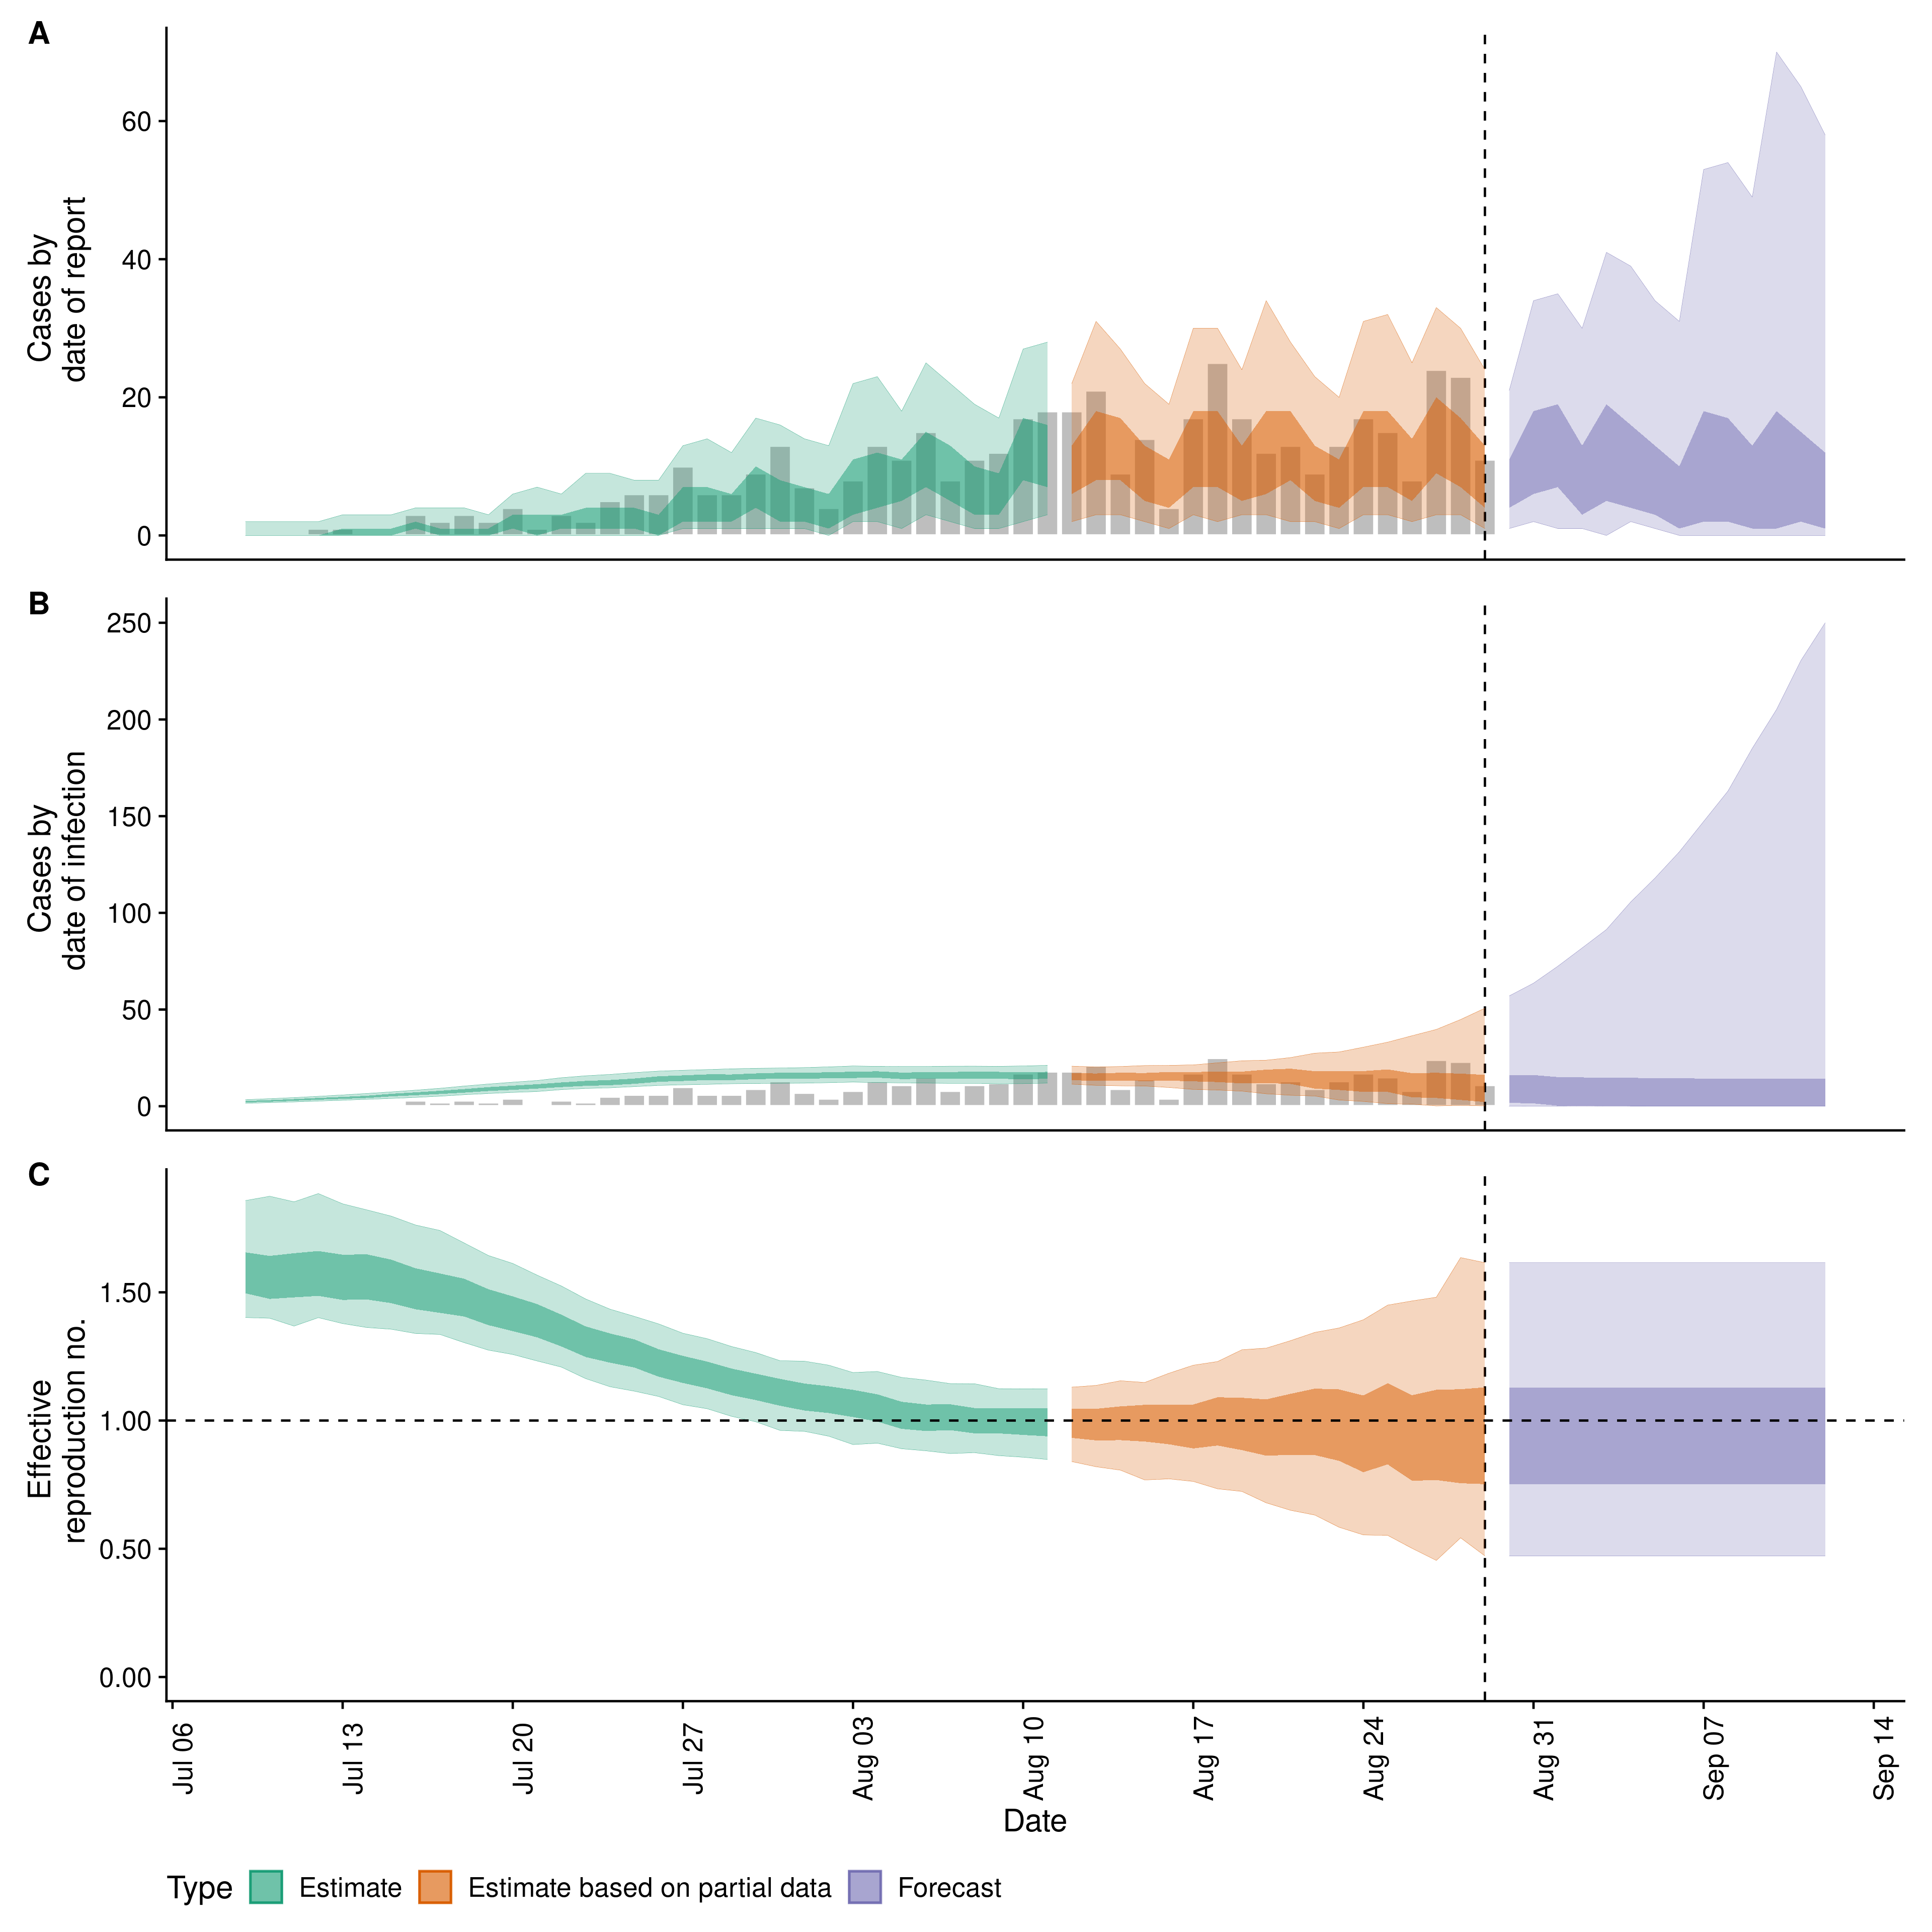 A
Cases by
date of report
60
40
20
0
B
Cases by
date of infection
250
200
150
100
50
0
C
Effective
reproduction no.
1.50
1.00
0.50
0.00
Jul 06
Jul 13
Jul 20
Jul 27
Aug 03
Aug 10
Aug 17
Aug 24
Aug 31
Sep 07
Sep 14
Date
Type
Estimate
Estimate based on partial data
Forecast